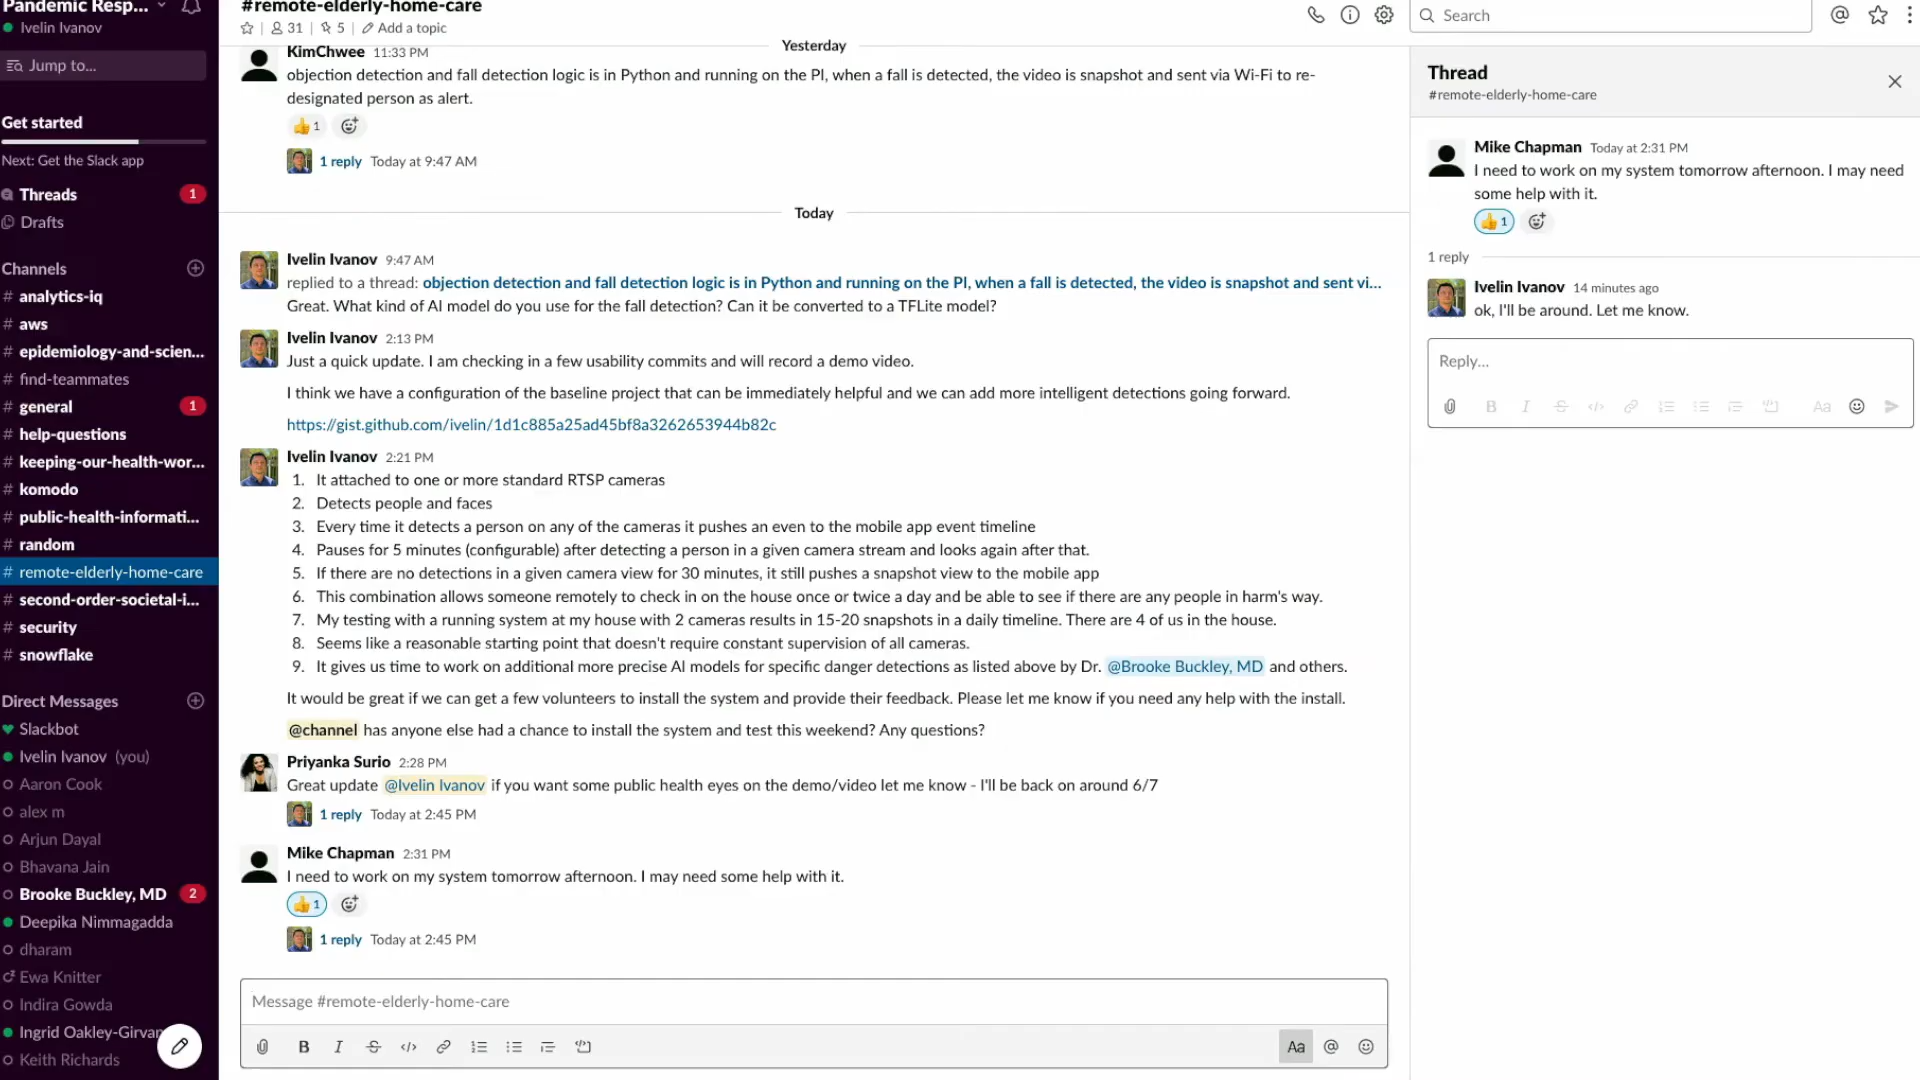 Pandemic Resp...
Ivelin Ivanov
Jump to...
Get started
Next: Get the Slack app
Threads 1
Drafts
Channels
# analytics-iq
# aws
# epidemiology-and-scien...
# find-teammates
# general 1
# help-questions
# keeping-our-health-wor...
# komodo
# public-health-informati...
# random
# remote-elderly-home-care
# second-order-societal-i...
# security
# snowflake
Direct Messages
Slackbot
Ivelin Ivanov (you)
Aaron Cook
alex m
Arjun Dayal
Bhavana Jain
Brooke Buckley, MD 2
Deepika Nimmagadda
dharam
Ewa Knitter
Indira Gowda
Ingrid Oakley-Girvan
Keith Richards
#remote-elderly-home-care
31 | 5 | Add a topic
Search
Yesterday
KimChwee 11:33 PM
objection detection and fall detection logic is in Python and running on the PI, when a fall is detected, the video is snapshot and sent via Wi-Fi to re-
designated person as alert.
1
1 reply Today at 9:47 AM
Today
Ivelin Ivanov 9:47 AM
replied to a thread: objection detection and fall detection logic is in Python and running on the PI, when a fall is detected, the video is snapshot and sent vi...
Great. What kind of AI model do you use for the fall detection? Can it be converted to a TFLite model?
Ivelin Ivanov 2:13 PM
Just a quick update. I am checking in a few usability commits and will record a demo video.
I think we have a configuration of the baseline project that can be immediately helpful and we can add more intelligent detections going forward.
https://gist.github.com/ivelin/1d1c885a25ad45bf8a3262653944b82c
Ivelin Ivanov 2:21 PM
1. It attached to one or more standard RTSP cameras
2. Detects people and faces
3. Every time it detects a person on any of the cameras it pushes an even to the mobile app event timeline
4. Pauses for 5 minutes (configurable) after detecting a person in a given camera stream and looks again after that.
5. If there are no detections in a given camera view for 30 minutes, it still pushes a snapshot view to the mobile app
6. This combination allows someone remotely to check in on the house once or twice a day and be able to see if there are any people in harm's way.
7. My testing with a running system at my house with 2 cameras results in 15-20 snapshots in a daily timeline. There are 4 of us in the house.
8. Seems like a reasonable starting point that doesn't require constant supervision of all cameras.
9. It gives us time to work on additional more precise AI models for specific danger detections as listed above by Dr. @Brooke Buckley, MD and others.
It would be great if we can get a few volunteers to install the system and provide their feedback. Please let me know if you need any help with the install.
@channel has anyone else had a chance to install the system and test this weekend? Any questions?
Priyanka Surio 2:28 PM
Great update @Ivelin Ivanov if you want some public health eyes on the demo/video let me know - I'll be back on around 6/7
1 reply Today at 2:45 PM
Mike Chapman 2:31 PM
I need to work on my system tomorrow afternoon. I may need some help with it.
1
1 reply Today at 2:45 PM
Message #remote-elderly-home-care
B I S </> Aa @
Thread
#remote-elderly-home-care
Mike Chapman Today at 2:31 PM
I need to work on my system tomorrow afternoon. I may need
some help with it.
1
1 reply
Ivelin Ivanov 14 minutes ago
ok, I'll be around. Let me know.
Reply...
B I S </> Aa